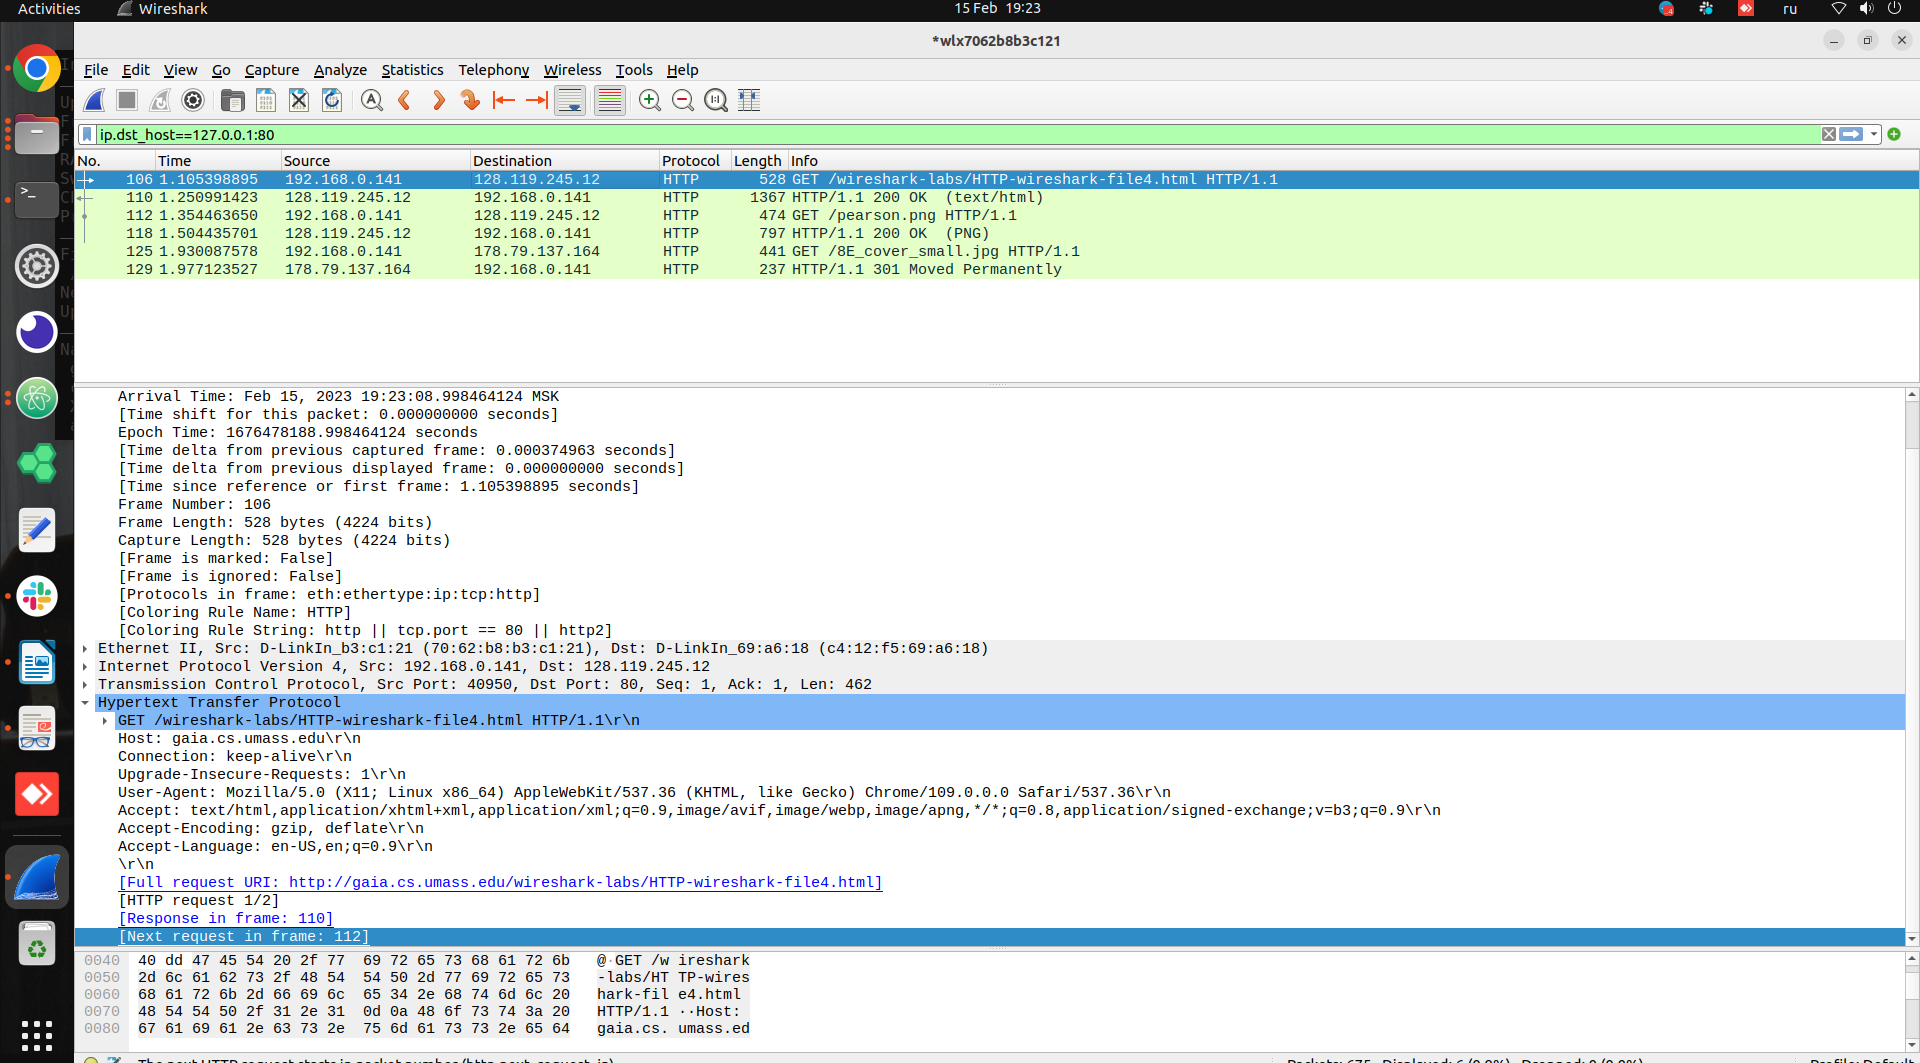 Activities Wireshark 15 Feb 19:23 ru
*wlx7062b8b3c121
File Edit View Go Capture Analyze Statistics Telephony Wireless Tools Help
ip.dst_host==127.0.0.1:80
No. Time Source Destination Protocol Length Info
106 1.105398895 192.168.0.141 128.119.245.12 HTTP 528 GET /wireshark-labs/HTTP-wireshark-file4.html HTTP/1.1
110 1.250991423 128.119.245.12 192.168.0.141 HTTP 1367 HTTP/1.1 200 OK (text/html)
112 1.354463650 192.168.0.141 128.119.245.12 HTTP 474 GET /pearson.png HTTP/1.1
118 1.504435701 128.119.245.12 192.168.0.141 HTTP 797 HTTP/1.1 200 OK (PNG)
125 1.930087578 192.168.0.141 178.79.137.164 HTTP 441 GET /8E_cover_small.jpg HTTP/1.1
129 1.977123527 178.79.137.164 192.168.0.141 HTTP 237 HTTP/1.1 301 Moved Permanently
Arrival Time: Feb 15, 2023 19:23:08.998464124 MSK
[Time shift for this packet: 0.000000000 seconds]
Epoch Time: 1676478188.998464124 seconds
[Time delta from previous captured frame: 0.000374963 seconds]
[Time delta from previous displayed frame: 0.000000000 seconds]
[Time since reference or first frame: 1.105398895 seconds]
Frame Number: 106
Frame Length: 528 bytes (4224 bits)
Capture Length: 528 bytes (4224 bits)
[Frame is marked: False]
[Frame is ignored: False]
[Protocols in frame: eth:ethertype:ip:tcp:http]
[Coloring Rule Name: HTTP]
[Coloring Rule String: http || tcp.port == 80 || http2]
Ethernet II, Src: D-LinkIn_b3:c1:21 (70:62:b8:b3:c1:21), Dst: D-LinkIn_69:a6:18 (c4:12:f5:69:a6:18)
Internet Protocol Version 4, Src: 192.168.0.141, Dst: 128.119.245.12
Transmission Control Protocol, Src Port: 40950, Dst Port: 80, Seq: 1, Ack: 1, Len: 462
Hypertext Transfer Protocol
GET /wireshark-labs/HTTP-wireshark-file4.html HTTP/1.1\r\n
Host: gaia.cs.umass.edu\r\n
Connection: keep-alive\r\n
Upgrade-Insecure-Requests: 1\r\n
User-Agent: Mozilla/5.0 (X11; Linux x86_64) AppleWebKit/537.36 (KHTML, like Gecko) Chrome/109.0.0.0 Safari/537.36\r\n
Accept: text/html,application/xhtml+xml,application/xml;q=0.9,image/avif,image/webp,image/apng,*/*;q=0.8,application/signed-exchange;v=b3;q=0.9\r\n
Accept-Encoding: gzip, deflate\r\n
Accept-Language: en-US,en;q=0.9\r\n
\r\n
[Full request URI: http://gaia.cs.umass.edu/wireshark-labs/HTTP-wireshark-file4.html]
[HTTP request 1/2]
[Response in frame: 110]
[Next request in frame: 112]
0040 40 dd 47 45 54 20 2f 77 69 72 65 73 68 61 72 6b @·GET /w ireshark
0050 2d 6c 61 62 73 2f 48 54 54 50 2d 77 69 72 65 73 -labs/HT TP-wires
0060 68 61 72 6b 2d 66 69 6c 65 34 2e 68 74 6d 6c 20 hark-fil e4.html
0070 48 54 54 50 2f 31 2e 31 0d 0a 48 6f 73 74 3a 20 HTTP/1.1 ··Host:
0080 67 61 69 61 2e 63 73 2e 75 6d 61 73 73 2e 65 64 gaia.cs. umass.ed